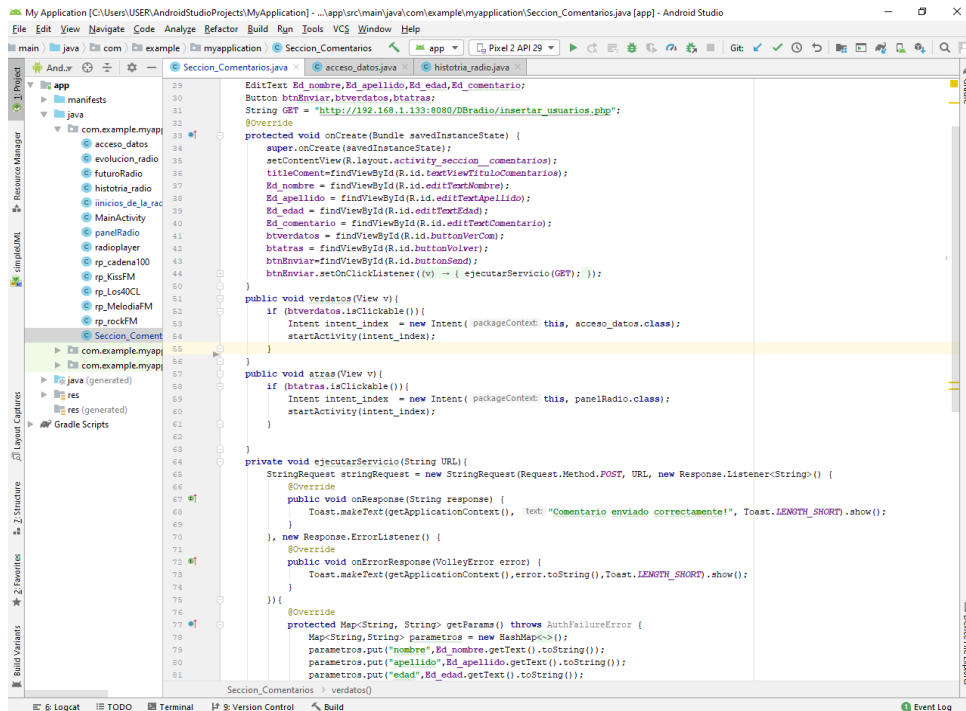 My Application [C:\Users\USER\AndroidStudioProjects\MyApplication] - ...\app\src\main\java\com\example\myapplication\Seccion_Comentarios.java [app] - Android Studio
File Edit View Navigate Code Analyze Refactor Build Run Tools VCS Window Help
main java com example myapplication Seccion_Comentarios app Pixel 2 API 29 Git:
1: Project
Resource Manager
simpleUML
Layout Captures
7: Structure
2: Favorites
Build Variants
And..
app
manifests
java
com.example.myapp
acceso_datos
evolucion_radio
futuroRadio
histotria_radio
iinicios_de_la_rac
MainActivity
panelRadio
radioplayer
rp_cadena100
rp_KissFM
rp_Los40CL
rp_MelodiaFM
rp_rockFM
Seccion_Coment
com.example.myapp
com.example.myapp
java (generated)
res
res (generated)
Gradle Scripts
Seccion_Comentarios.java acceso_datos.java histotria_radio.java
29 EditText Ed_nombre,Ed_apellido,Ed_edad,Ed_comentario;
30 Button btnEnviar,btverdatos,btatras;
31 String GET = "http://192.168.1.133:8080/DBradio/insertar_usuarios.php";
32 @Override
33 protected void onCreate(Bundle savedInstanceState) {
34 super.onCreate(savedInstanceState);
35 setContentView(R.layout.activity_seccion__comentarios);
36 titleComent=findViewById(R.id.textViewTituloComentarios);
37 Ed_nombre = findViewById(R.id.editTextNombre);
38 Ed_apellido = findViewById(R.id.editTextApellido);
39 Ed_edad = findViewById(R.id.editTextEdad);
40 Ed_comentario = findViewById(R.id.editTextComentario);
41 btverdatos = findViewById(R.id.buttonVerCom);
42 btatras = findViewById(R.id.buttonVolver);
43 btnEnviar=findViewById(R.id.buttonSend);
44 btnEnviar.setOnClickListener((v) → { ejecutarServicio(GET); });
50 }
51 public void verdatos(View v){
52 if (btverdatos.isClickable()){
53 Intent intent_index = new Intent( packageContext: this, acceso_datos.class);
54 startActivity(intent_index);
55 }
56 }
57 public void atras(View v){
58 if (btatras.isClickable()){
59 Intent intent_index = new Intent( packageContext: this, panelRadio.class);
60 startActivity(intent_index);
61 }
62
63 }
64 private void ejecutarServicio(String URL){
65 StringRequest stringRequest = new StringRequest(Request.Method.POST, URL, new Response.Listener<String>() {
66 @Override
67 public void onResponse(String response) {
68 Toast.makeText(getApplicationContext(), text: "Comentario enviado correctamente!", Toast.LENGTH_SHORT).show();
69 }
70 }, new Response.ErrorListener() {
71 @Override
72 public void onErrorResponse(VolleyError error) {
73 Toast.makeText(getApplicationContext(),error.toString(),Toast.LENGTH_SHORT).show();
74 }
75 }){
76 @Override
77 protected Map<String, String> getParams() throws AuthFailureError {
78 Map<String,String> parametros = new HashMap<~>();
79 parametros.put("nombre",Ed_nombre.getText().toString());
80 parametros.put("apellido",Ed_apellido.getText().toString());
81 parametros.put("edad",Ed_edad.getText().toString());
Seccion_Comentarios › verdatos()
6: Logcat TODO Terminal 9: Version Control Build Event Log